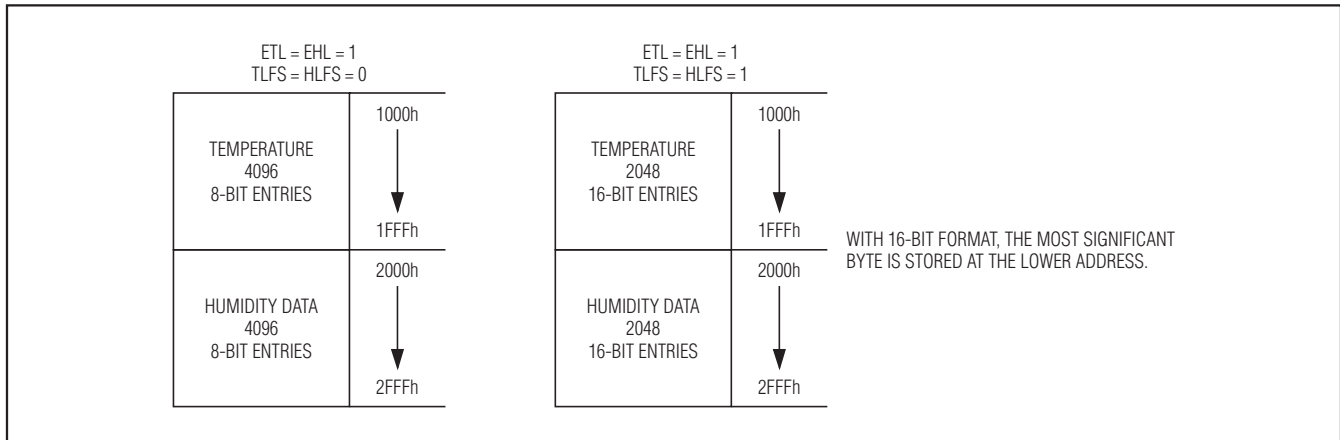 ETL = EHL = 1
TLFS = HLFS = 0
TEMPERATURE
4096
8-BIT ENTRIES
1000h
1FFFh
HUMIDITY DATA
4096
8-BIT ENTRIES
2000h
2FFFh
ETL = EHL = 1
TLFS = HLFS = 1
TEMPERATURE
2048
16-BIT ENTRIES
1000h
1FFFh
HUMIDITY DATA
2048
16-BIT ENTRIES
2000h
2FFFh
WITH 16-BIT FORMAT, THE MOST SIGNIFICANT
BYTE IS STORED AT THE LOWER ADDRESS.